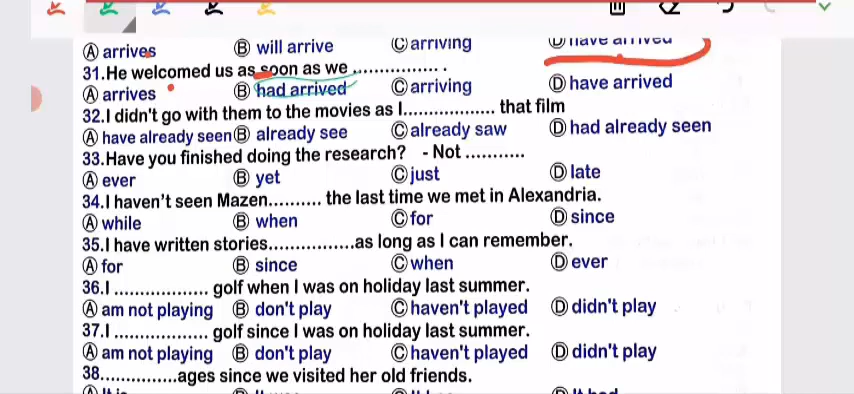 Ⓐ arrives Ⓑ will arrive Ⓒ arriving Ⓓ have arrived
31.He welcomed us as soon as we ................ .
Ⓐ arrives Ⓑ had arrived Ⓒ arriving Ⓓ have arrived
32.I didn't go with them to the movies as I.................. that film
Ⓐ have already seen Ⓑ already see Ⓒ already saw Ⓓ had already seen
33.Have you finished doing the research? - Not ...........
Ⓐ ever Ⓑ yet Ⓒ just Ⓓ late
34.I haven't seen Mazen.......... the last time we met in Alexandria.
Ⓐ while Ⓑ when Ⓒ for Ⓓ since
35.I have written stories................as long as I can remember.
Ⓐ for Ⓑ since Ⓒ when Ⓓ ever
36.I .................. golf when I was on holiday last summer.
Ⓐ am not playing Ⓑ don't play Ⓒ haven't played Ⓓ didn't play
37.I .................. golf since I was on holiday last summer.
Ⓐ am not playing Ⓑ don't play Ⓒ haven't played Ⓓ didn't play
38...............ages since we visited her old friends.